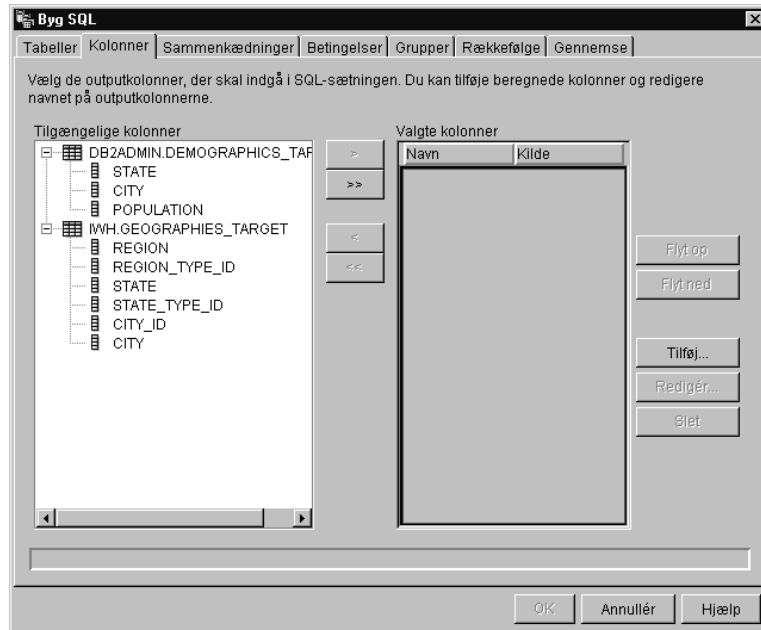 Byg SQL
Tabeller Kolonner Sammenkædninger Betingelser Grupper Rækkefølge Gennemse
Vælg de outputkolonner, der skal indgå i SQL-sætningen. Du kan tilføje beregnede kolonner og redigere
navnet på outputkolonnerne.
Tilgængelige kolonner
DB2ADMIN.DEMOGRAPHICS_TAR
STATE
CITY
POPULATION
IWH.GEOGRAPHIES_TARGET
REGION
REGION_TYPE_ID
STATE
STATE_TYPE_ID
CITY_ID
CITY
>
>>
<
<<
Valgte kolonner
Navn Kilde
Flyt op
Flyt ned
Tilføj...
Redigér...
Slet
OK Annullér Hjælp